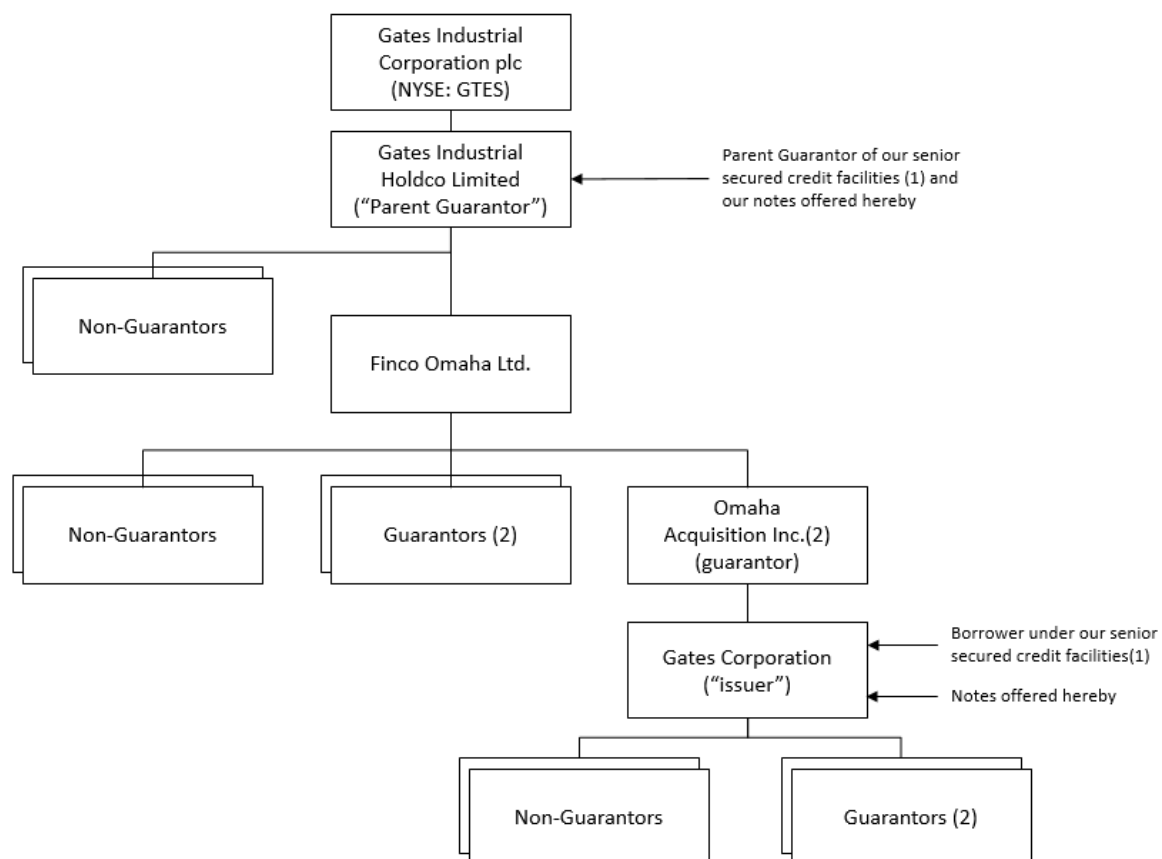 Gates Industrial
Corporation plc
(NYSE: GTES)
Gates Industrial
Holdco Limited
(“Parent Guarantor”)
Parent Guarantor of our senior
secured credit facilities (1) and
our notes offered hereby
Non-Guarantors
Finco Omaha Ltd.
Non-Guarantors
Guarantors (2)
Omaha
Acquisition Inc.(2)
(guarantor)
Gates Corporation
(“issuer”)
Borrower under our senior
secured credit facilities(1)
Notes offered hereby
Non-Guarantors
Guarantors (2)